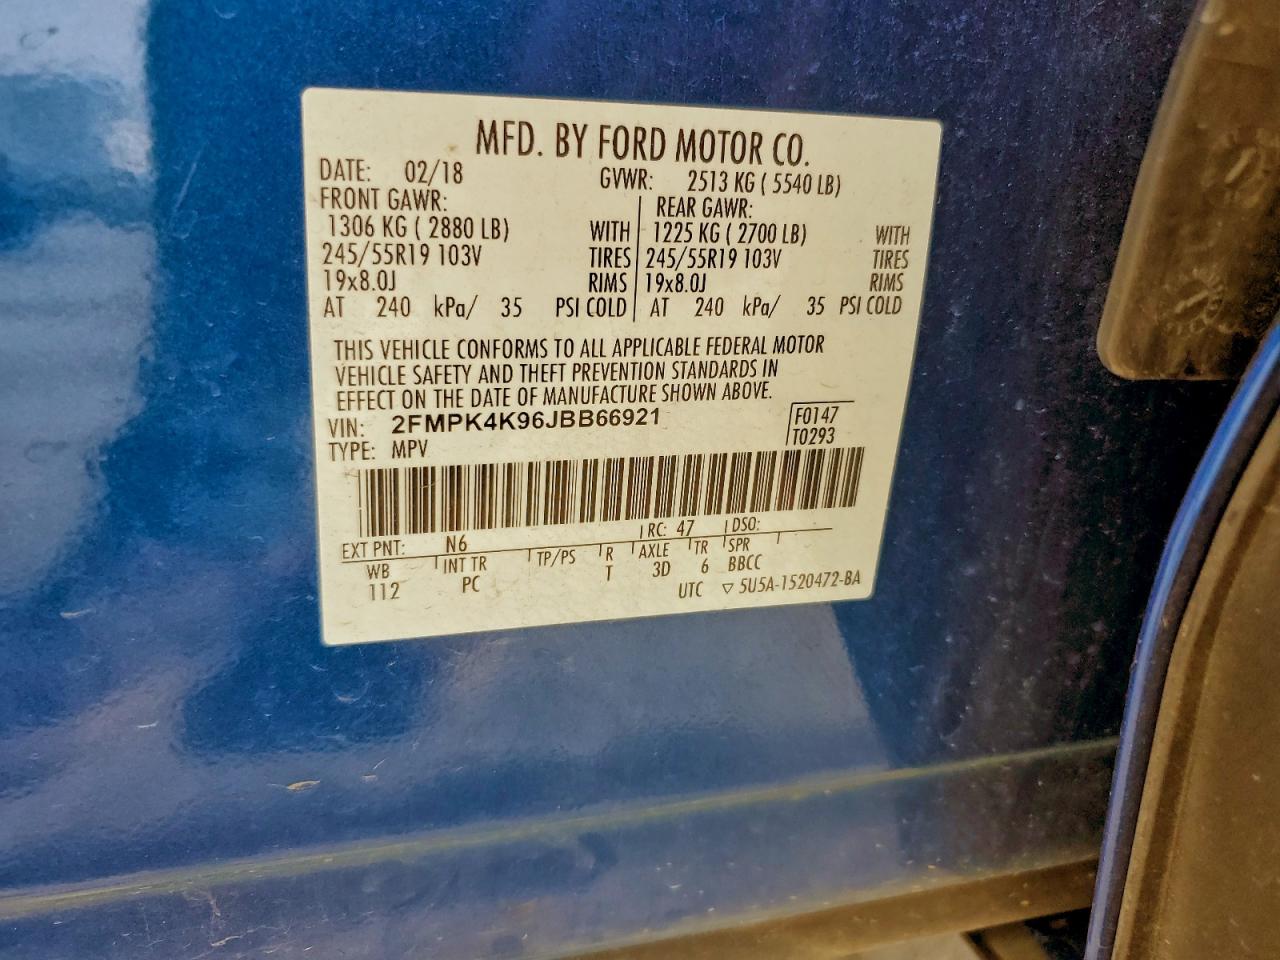 MFD. BY FORD MOTOR CO.
DATE: 02/18 GVWR: 2513 KG ( 5540 LB)
FRONT GAWR: REAR GAWR:
1306 KG ( 2880 LB) WITH 1225 KG ( 2700 LB) WITH
245/55R19 103V TIRES 245/55R19 103V TIRES
19x8.0J RIMS 19x8.0J RIMS
AT 240 kPa/ 35 PSI COLD AT 240 kPa/ 35 PSI COLD
THIS VEHICLE CONFORMS TO ALL APPLICABLE FEDERAL MOTOR
VEHICLE SAFETY AND THEFT PREVENTION STANDARDS IN
EFFECT ON THE DATE OF MANUFACTURE SHOWN ABOVE.
VIN: 2FMPK4K96JBB66921 F0147
TYPE: MPV T0293
EXT PNT: N6 RC: 47 DSO:
WB INT TR TP/PS R AXLE TR SPR
112 PC T 3D 6 BBCC
UTC ▽ 5U5A-1520472-BA